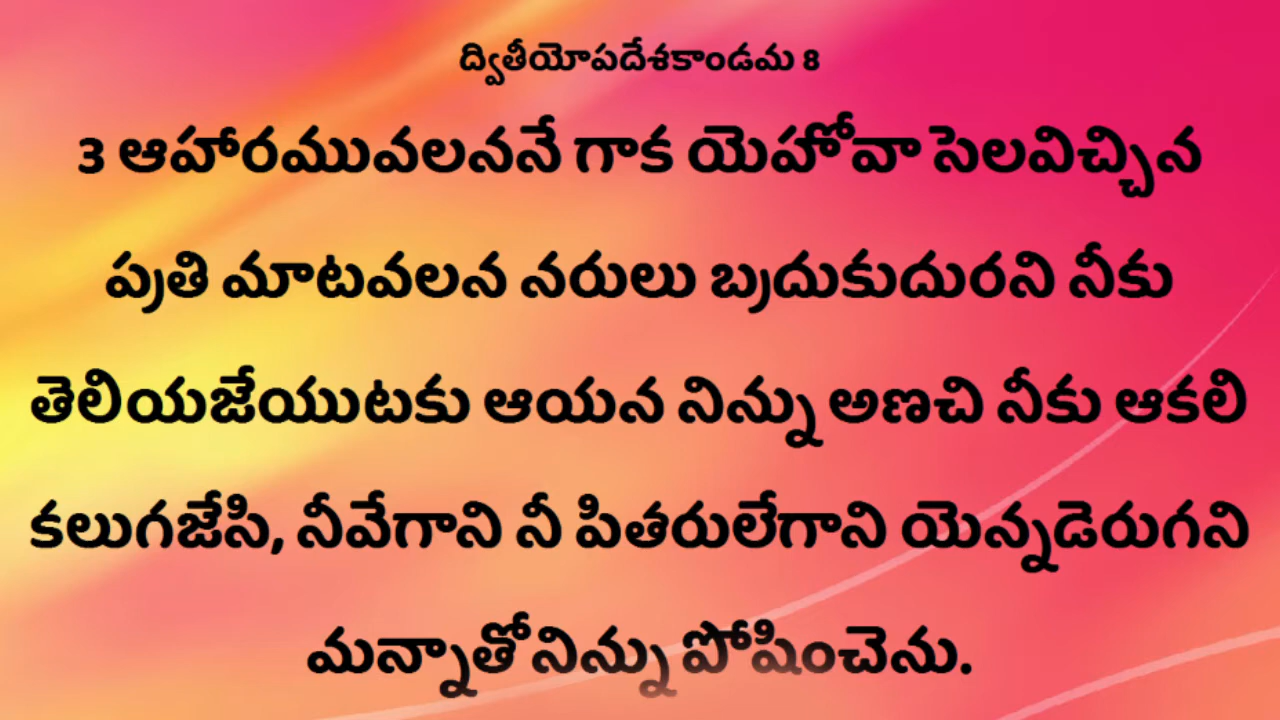 ద్వితీయోపదేశకాండమ 8
3 ఆహారమువలననే గాక యెహోవా సెలవిచ్చిన
ప్రతి మాటవలన నరులు బ్రదుకుదురని నీకు
తెలియజేయుటకు ఆయన నిన్ను అణచి నీకు ఆకలి
కలుగజేసి, నీవేగాని నీ పితరులేగాని యెన్నడెరుగని
మన్నాతోనిన్ను పోషించెను.